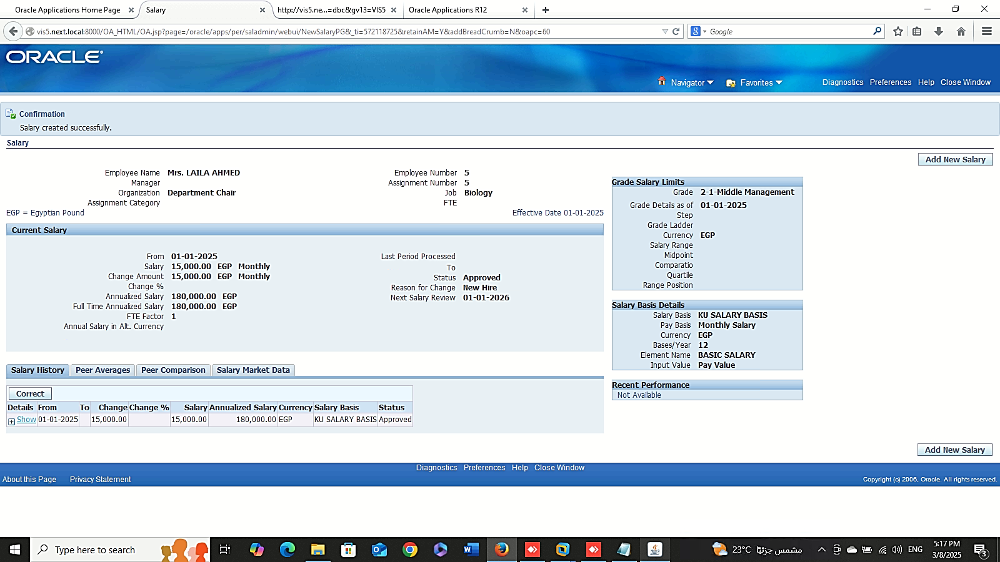 Oracle Applications Home Page
Salary
http://vis5.ne...=dbc&gv13=VIS5
Oracle Applications R12
vis5.next.local:8000/OA_HTML/OA.jsp?page=/oracle/apps/per/saladmin/webui/NewSalaryPG&_ti=572118725&retainAM=Y&addBreadCrumb=N&oapc=60
Google
ORACLE
Navigator Favorites Diagnostics Preferences Help Close Window
Confirmation
Salary created successfully.
Salary
Add New Salary
Employee Name Mrs. LAILA AHMED
Manager
Organization Department Chair
Assignment Category
Employee Number 5
Assignment Number 5
Job Biology
FTE
EGP = Egyptian Pound
Effective Date 01-01-2025
Current Salary
From 01-01-2025
Salary 15,000.00 EGP Monthly
Change Amount 15,000.00 EGP Monthly
Change %
Annualized Salary 180,000.00 EGP
Full Time Annualized Salary 180,000.00 EGP
FTE Factor 1
Annual Salary in Alt. Currency
Last Period Processed
To
Status Approved
Reason for Change New Hire
Next Salary Review 01-01-2026
Grade Salary Limits
Grade 2-1-Middle Management
Grade Details as of 01-01-2025
Step
Grade Ladder
Currency EGP
Salary Range
Midpoint
Comparatio
Quartile
Range Position
Salary Basis Details
Salary Basis KU SALARY BASIS
Pay Basis Monthly Salary
Currency EGP
Bases/Year 12
Element Name BASIC SALARY
Input Value Pay Value
Recent Performance
Not Available
Salary History Peer Averages Peer Comparison Salary Market Data
Correct
Details From To Change Change % Salary Annualized Salary Currency Salary Basis Status
Show 01-01-2025 15,000.00 15,000.00 180,000.00 EGP KU SALARY BASIS Approved
Add New Salary
Diagnostics Preferences Help Close Window
About this Page Privacy Statement
Copyright (c) 2006, Oracle. All rights reserved.
Type here to search
23°C مشمس جزئيًا
ENG
5:17 PM
3/8/2025
3